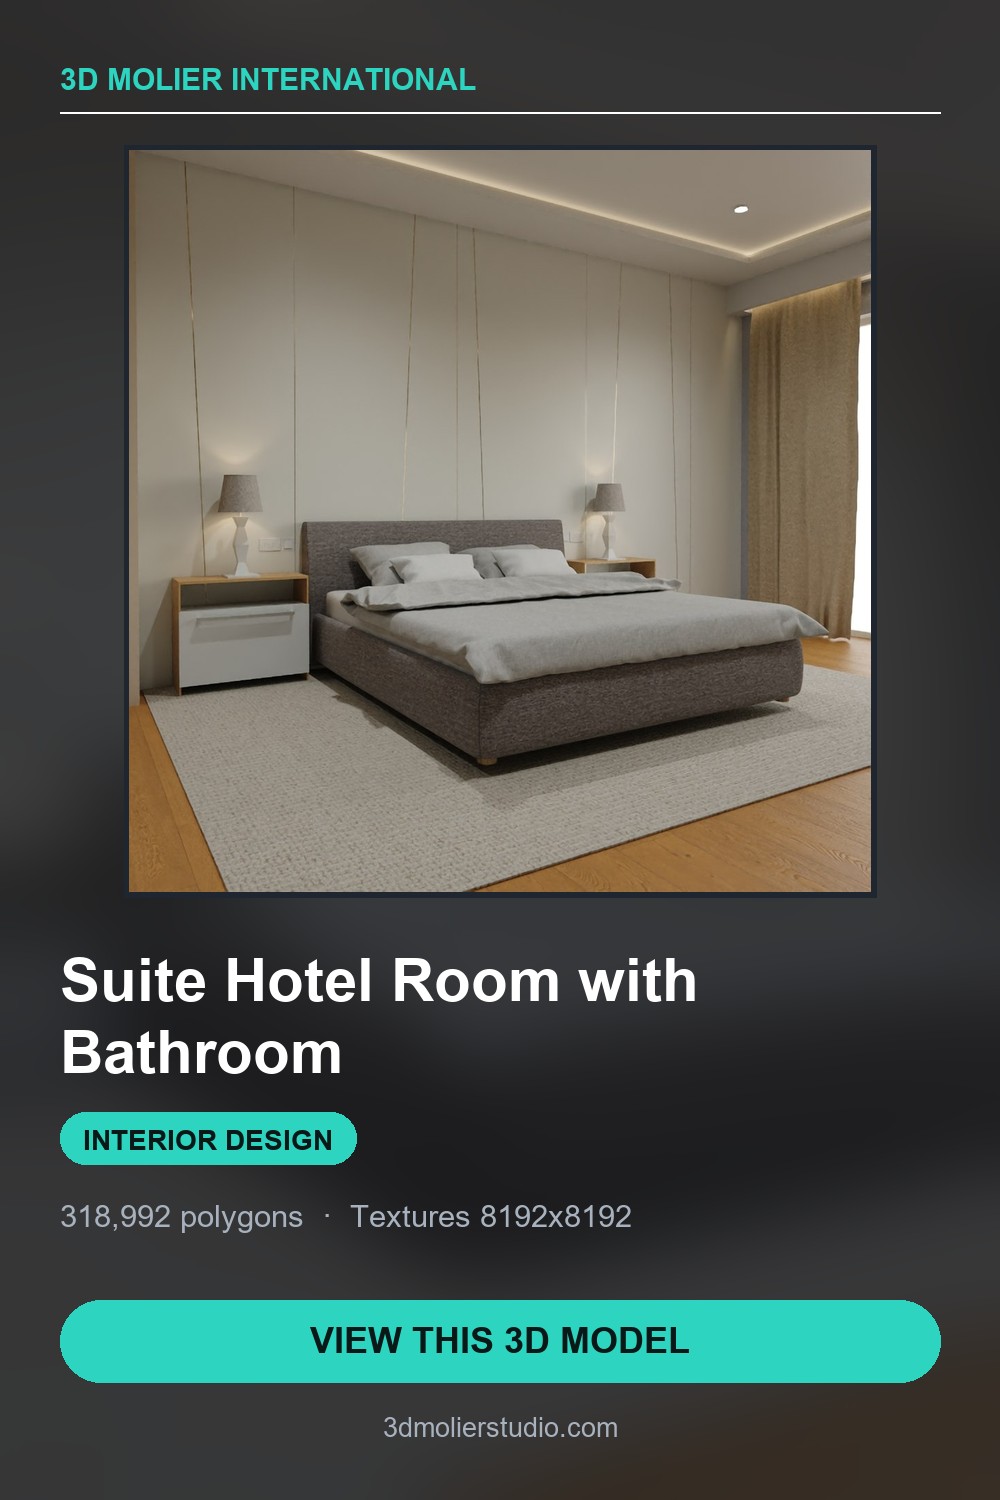 3D MOLIER INTERNATIONAL
Suite Hotel Room with
Bathroom
INTERIOR DESIGN
318,992 polygons · Textures 8192x8192
VIEW THIS 3D MODEL
3dmolierstudio.com